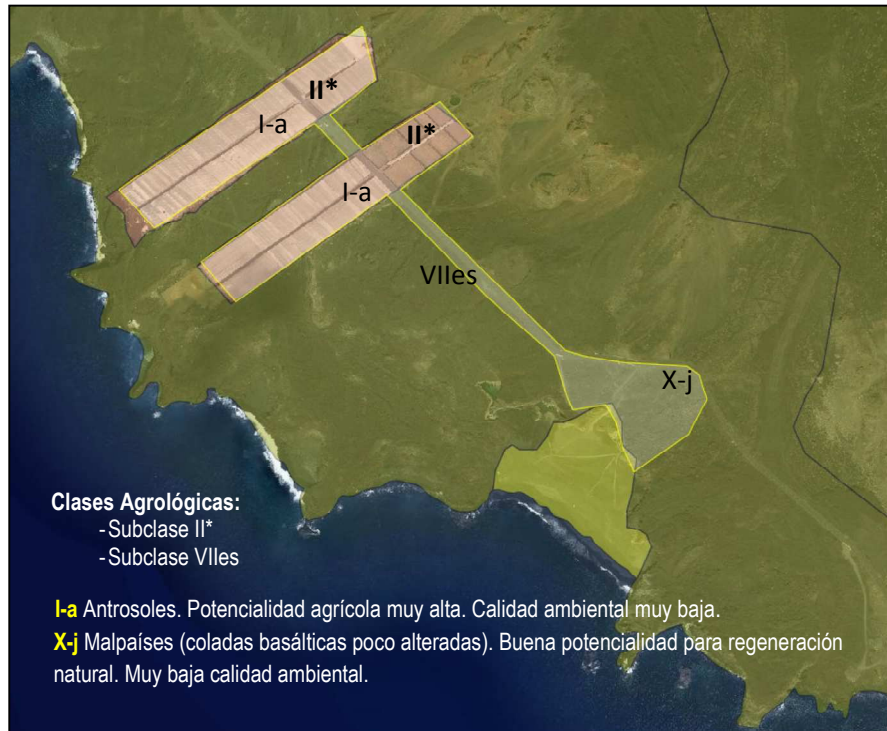 II*
I-a
II*
I-a
VIIes
X-j
Clases Agrológicas:
- Subclase II*
- Subclase VIIes
I-a Antrosoles. Potencialidad agrícola muy alta. Calidad ambiental muy baja.
X-j Malpaíses (coladas basálticas poco alteradas). Buena potencialidad para regeneración
natural. Muy baja calidad ambiental.